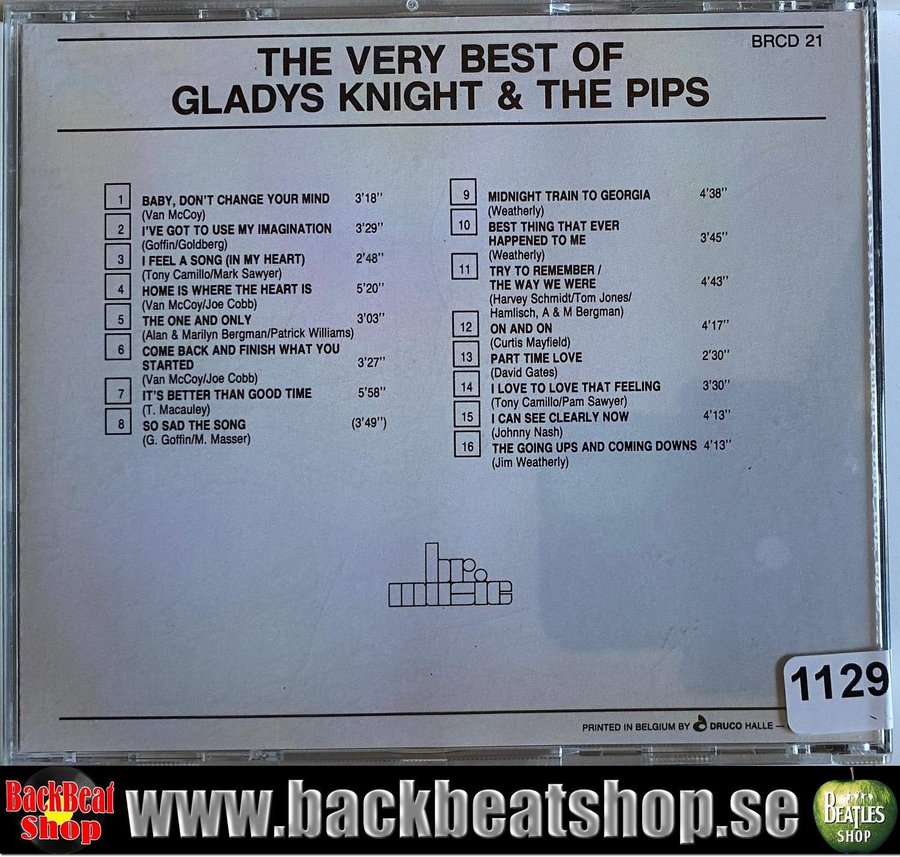 BRCD 21
THE VERY BEST OF
GLADYS KNIGHT & THE PIPS
1 BABY, DON'T CHANGE YOUR MIND 3'18"
(Van McCoy)
2 I'VE GOT TO USE MY IMAGINATION 3'29"
(Goffin/Goldberg)
3 I FEEL A SONG (IN MY HEART) 2'48"
(Tony Camillo/Mark Sawyer)
4 HOME IS WHERE THE HEART IS 5'20"
(Van McCoy/Joe Cobb)
5 THE ONE AND ONLY 3'03"
(Alan & Marilyn Bergman/Patrick Williams)
6 COME BACK AND FINISH WHAT YOU
STARTED 3'27"
(Van McCoy/Joe Cobb)
7 IT'S BETTER THAN GOOD TIME 5'58"
(T. Macauley)
8 SO SAD THE SONG (3'49")
(G. Goffin/M. Masser)
9 MIDNIGHT TRAIN TO GEORGIA 4'38"
(Weatherly)
10 BEST THING THAT EVER
HAPPENED TO ME 3'45"
(Weatherly)
11 TRY TO REMEMBER /
THE WAY WE WERE 4'43"
(Harvey Schmidt/Tom Jones/
Hamlisch, A & M Bergman)
12 ON AND ON 4'17"
(Curtis Mayfield)
13 PART TIME LOVE 2'30"
(David Gates)
14 I LOVE TO LOVE THAT FEELING 3'30"
(Tony Camillo/Pam Sawyer)
15 I CAN SEE CLEARLY NOW 4'13"
(Johnny Nash)
16 THE GOING UPS AND COMING DOWNS 4'13"
(Jim Weatherly)
br
music
1129
PRINTED IN BELGIUM BY DRUCO HALLE –
BackBeat
Shop
www.backbeatshop.se
BEATLES
SHOP